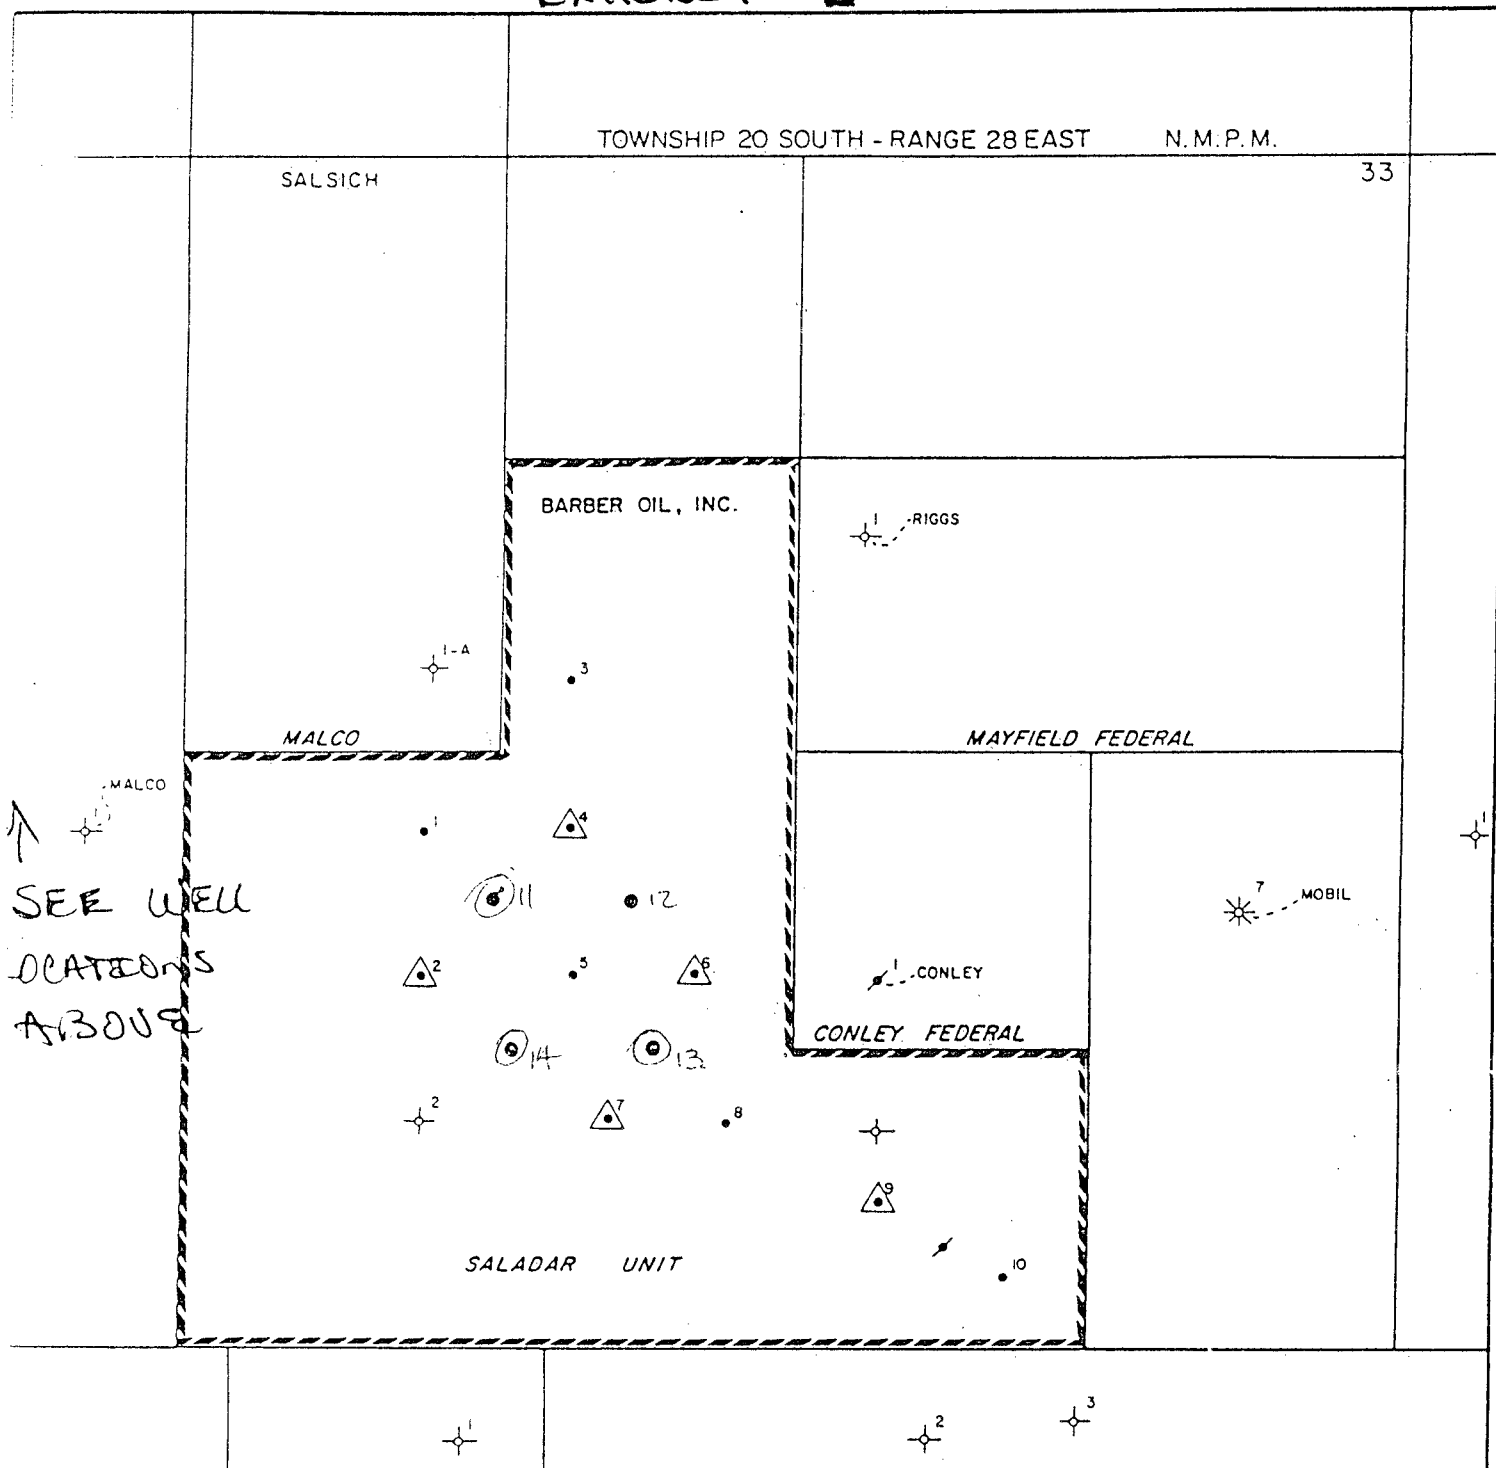 TOWNSHIP 20 SOUTH - RANGE 28 EAST N.M.P.M.
33
SALSICH
BARBER OIL, INC.
1 RIGGS
1-A
3
MALCO
MAYFIELD FEDERAL
MALCO
1
4
1
7 MOBIL
SEE WELL
11
12
OCATIONS
2
5
6
1 CONLEY
ABOVE
CONLEY FEDERAL
14
13
2
7
8
9
SALADAR UNIT
10
1
2
3